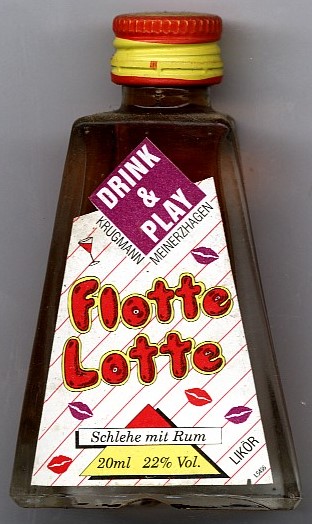 DRINK
&
PLAY
KRUGMANN
MEINERZHAGEN
Flotte
Lotte
Schlehe mit Rum
20ml 22% Vol.
LIKÖR